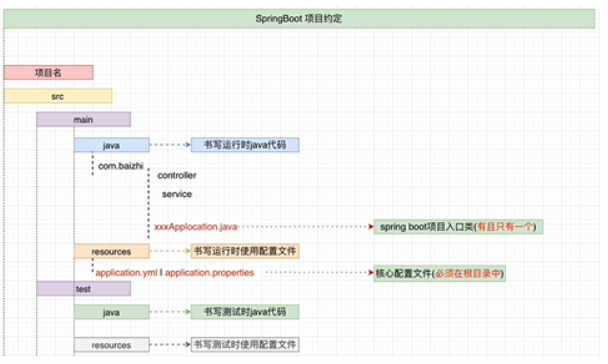 SpringBoot 项目约定
项目名
src
main
java 书写运行时java代码
com.baizhi
controller
service
xxxApplocation.java spring boot项目入口类(有且只有一个)
resources 书写运行时使用配置文件
application.yml l application.properties 核心配置文件(必须在根目录中)
test
java 书写测试时java代码
resources 书写测试时使用配置文件